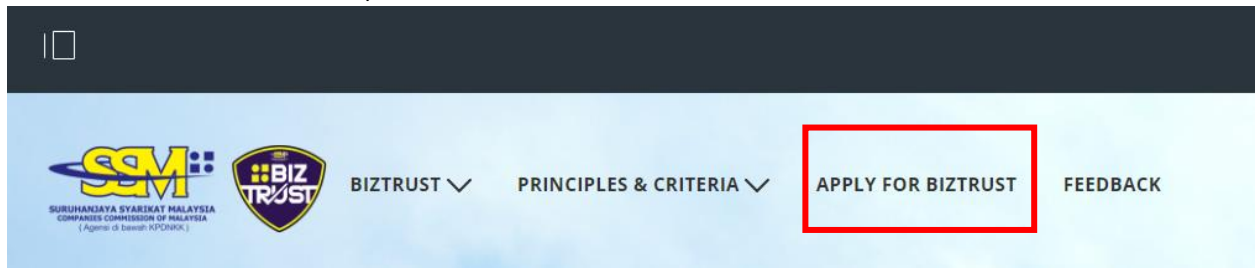 SSM
SURUHANJAYA SYARIKAT MALAYSIA
COMPANIES COMMISSION OF MALAYSIA
( Agensi di bawah KPDNKK )
BIZ
TRUST
BIZTRUST
PRINCIPLES & CRITERIA
APPLY FOR BIZTRUST
FEEDBACK